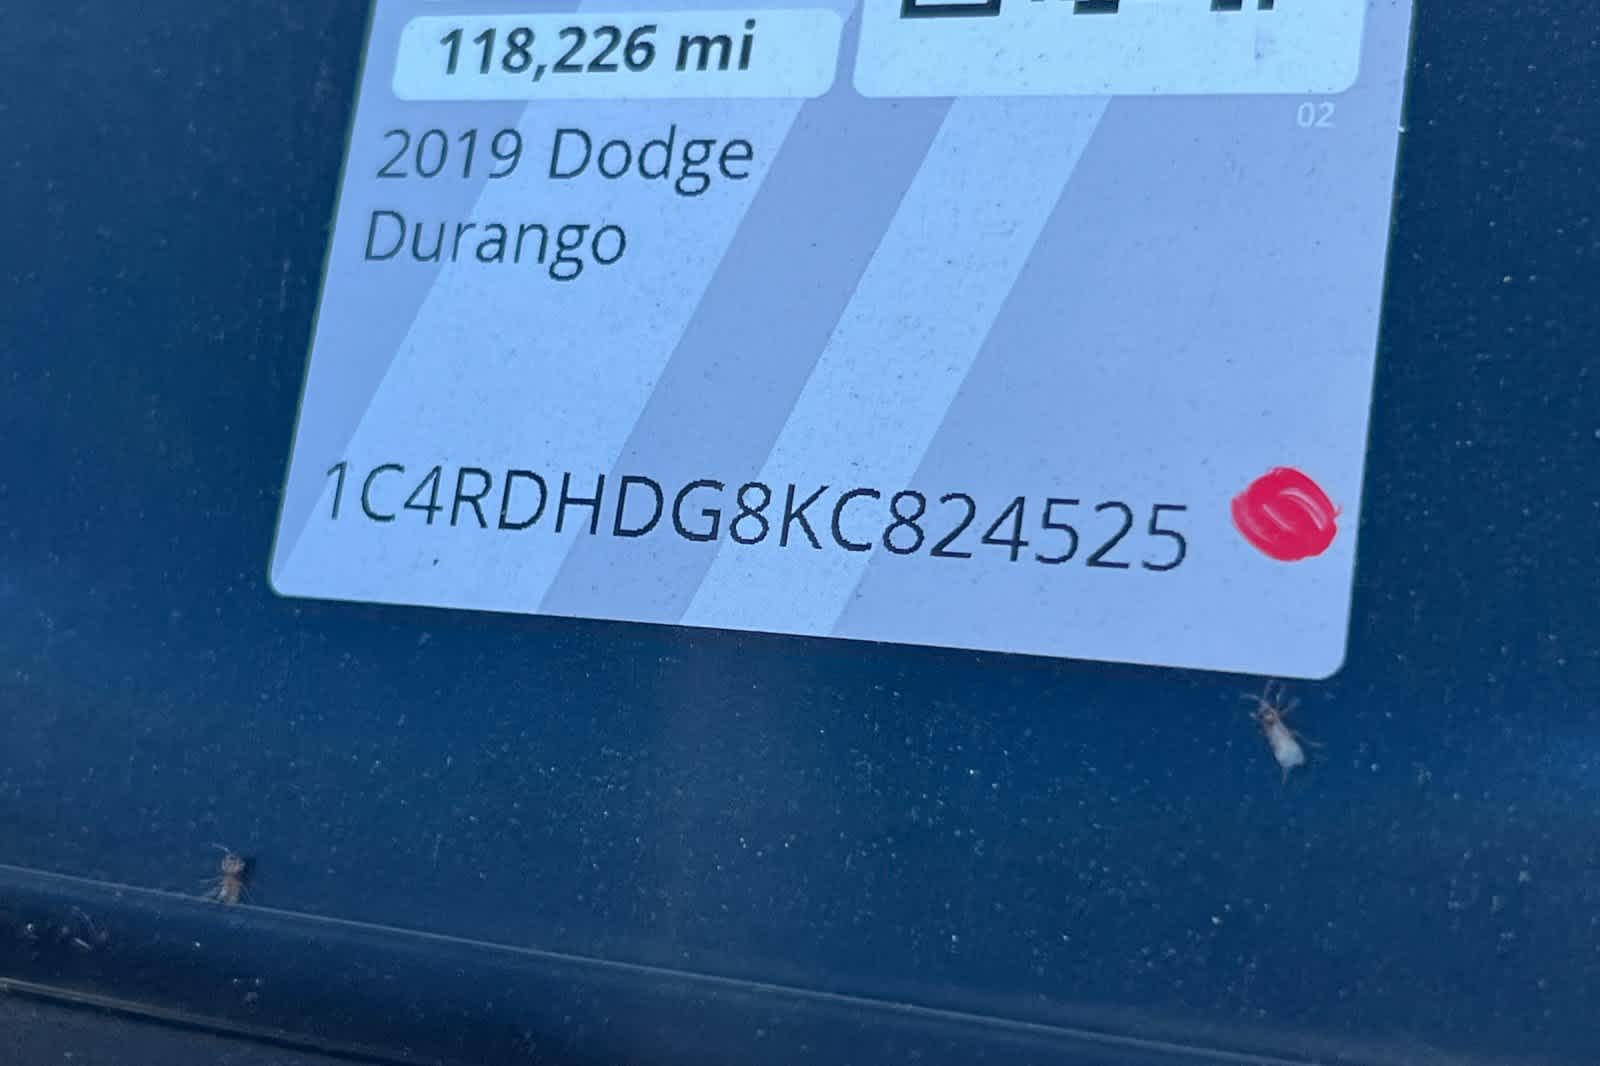 118,226 mi
02
2019 Dodge
Durango
1C4RDHDG8KC824525